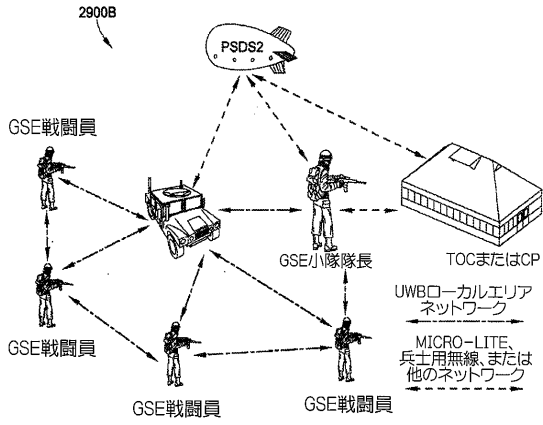 2900B
PSDS2
GSE戦闘員
GSE小隊隊長
TOCまたはCP
GSE戦闘員
GSE戦闘員
GSE戦闘員
UWBローカルエリア
ネットワーク
MICRO-LITE、
兵士用無線、または
他のネットワーク